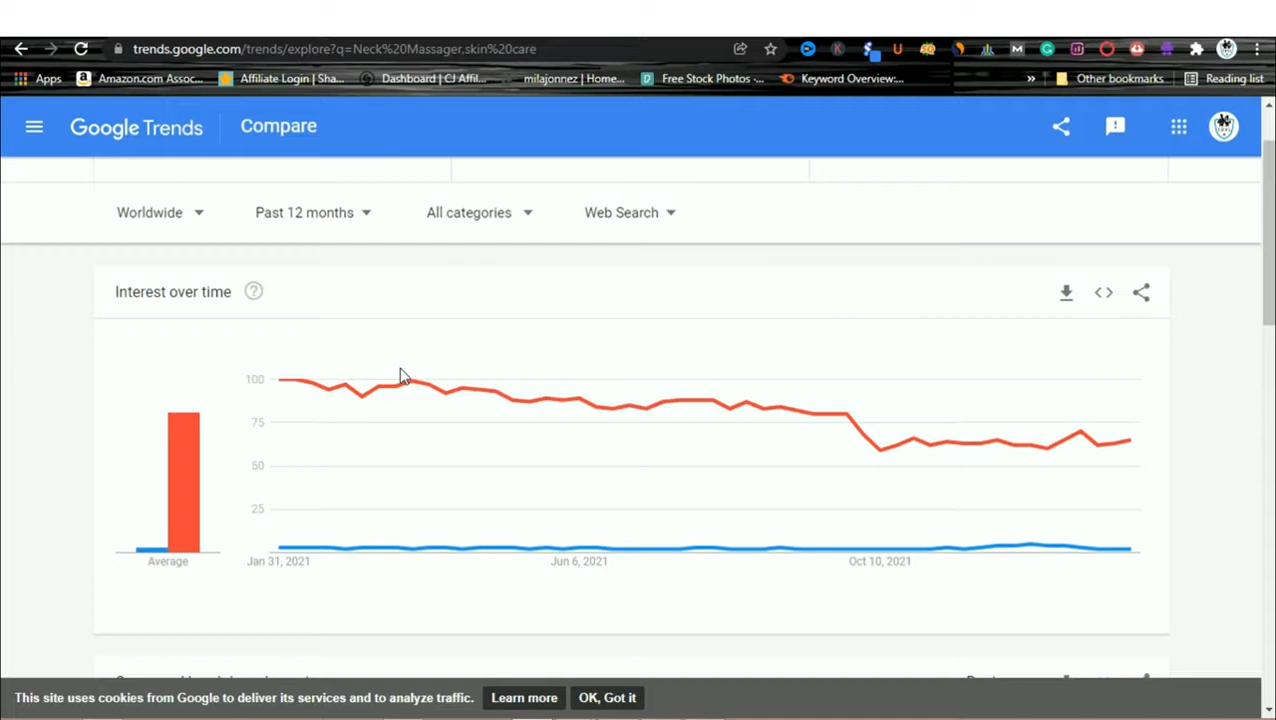 trends.google.com/trends/explore?q=Neck%20Massager,skin%20care
Apps Amazon.com Assoc... Affiliate Login | Sha... Dashboard | CJ Affil... milajonnez | Home... Free Stock Photos -... Keyword Overview:... » Other bookmarks Reading list
Google Trends Compare
Worldwide Past 12 months All categories Web Search
Interest over time
100
75
50
25
Average Jan 31, 2021 Jun 6, 2021 Oct 10, 2021
This site uses cookies from Google to deliver its services and to analyze traffic. Learn more OK, Got it